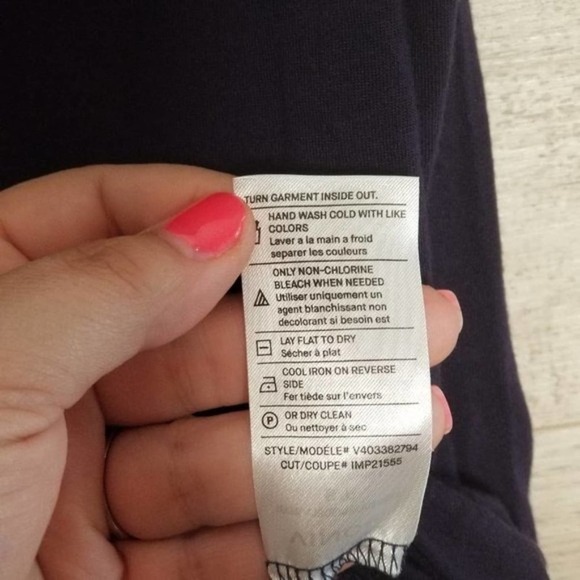 TURN GARMENT INSIDE OUT.
HAND WASH COLD WITH LIKE
COLORS
Laver a la main a froid
separer les couleurs
ONLY NON-CHLORINE
BLEACH WHEN NEEDED
Utiliser uniquement un
agent blanchissant non
decolorant si besoin est
LAY FLAT TO DRY
Sécher à plat
COOL IRON ON REVERSE
SIDE
Fer tiède sur l'envers
P
OR DRY CLEAN
Ou nettoyer à sec
STYLE/MODÈLE# V403382794
CUT/COUPE# IMP21555